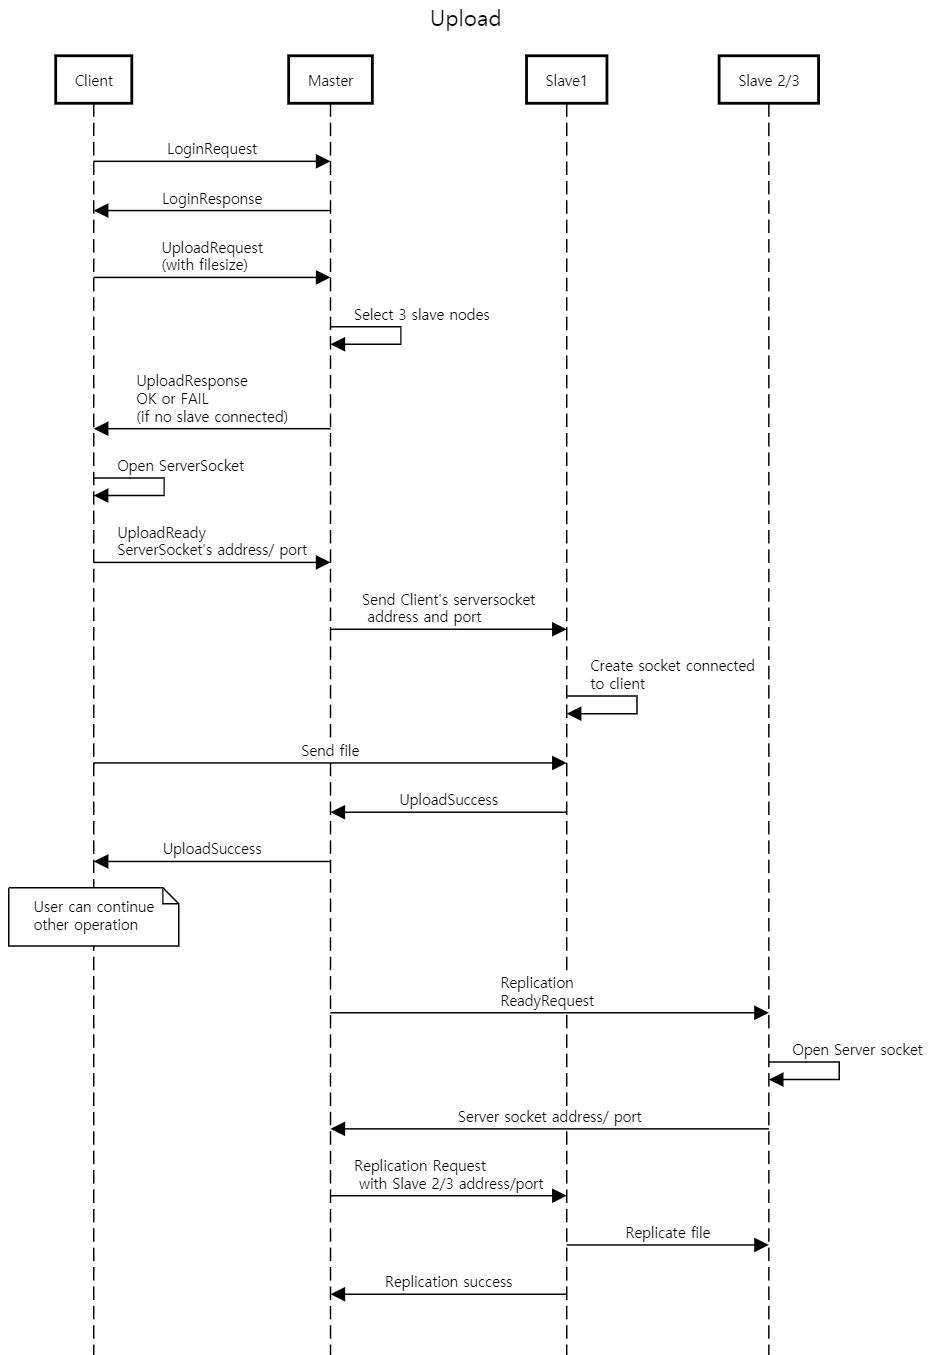 Upload
Client
Master
Slave1
Slave 2/3
LoginRequest
LoginResponse
UploadRequest
(with filesize)
Select 3 slave nodes
UploadResponse
OK or FAIL
(if no slave connected)
Open ServerSocket
UploadReady
ServerSocket's address/ port
Send Client's serversocket
address and port
Create socket connected
to client
Send file
UploadSuccess
UploadSuccess
User can continue
other operation
Replication
ReadyRequest
Open Server socket
Server socket address/ port
Replication Request
with Slave 2/3 address/port
Replicate file
Replication success